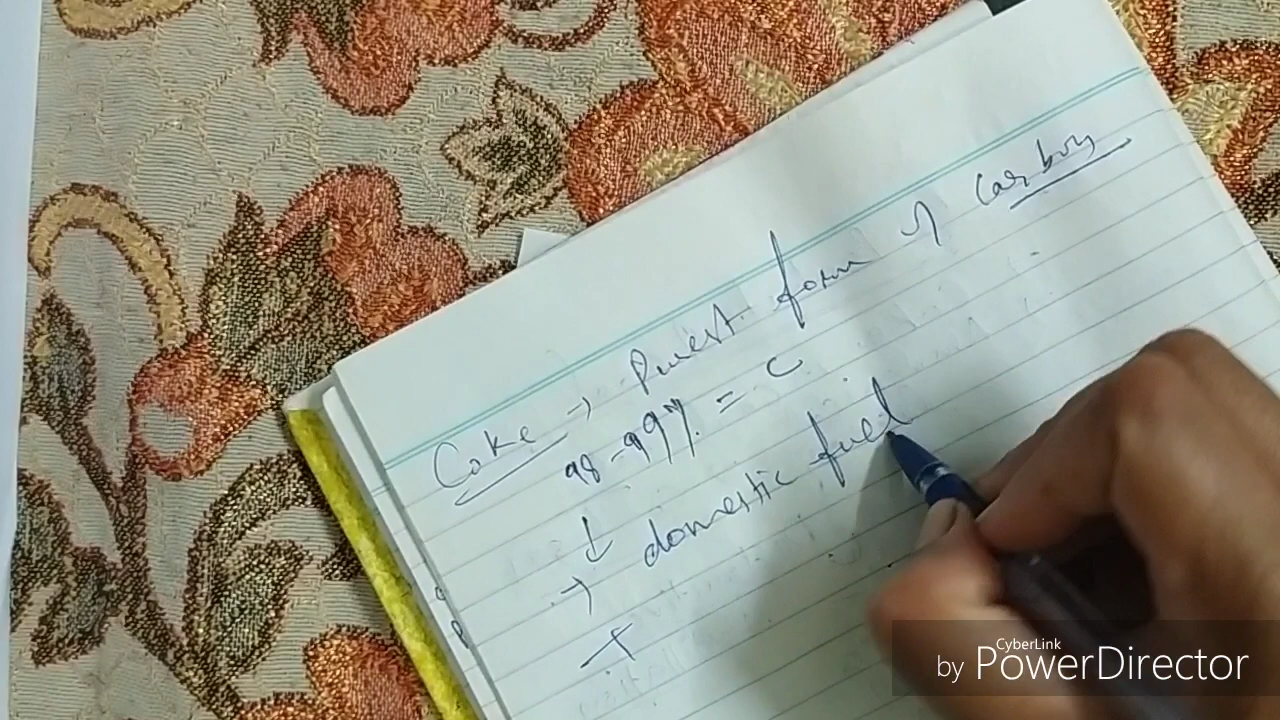 Coke → Purest form of Carbon
98-99% = C
↓
→ domestic fuel
+
by CyberLink PowerDirector